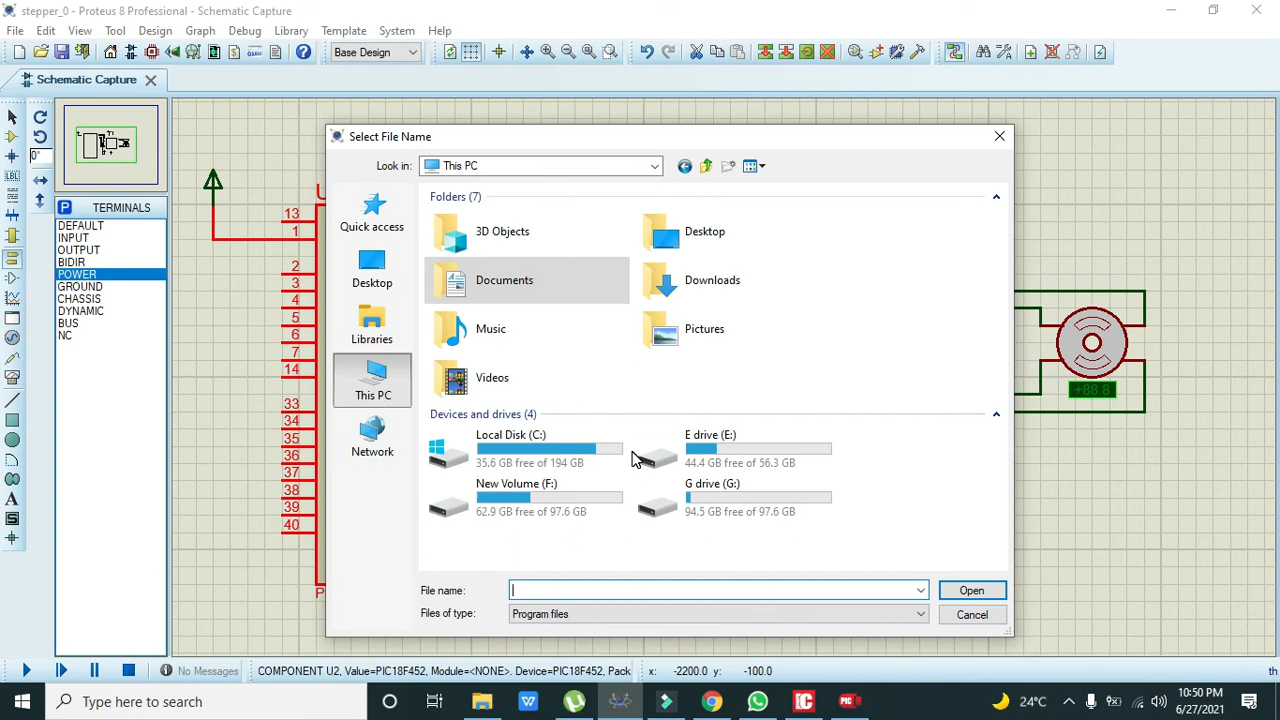 stepper_0 - Proteus 8 Professional - Schematic Capture
File Edit View Tool Design Graph Debug Library Template System Help
Base Design
Schematic Capture
0°
LBL
P TERMINALS
DEFAULT
INPUT
OUTPUT
BIDIR
POWER
GROUND
CHASSIS
DYNAMIC
BUS
NC
13
1
2
3
4
5
6
7
14
33
34
35
36
37
38
39
40
Select File Name
Look in: This PC
Quick access
Desktop
Libraries
This PC
Network
Folders (7)
3D Objects Desktop
Documents Downloads
Music Pictures
Videos
Devices and drives (4)
Local Disk (C:) E drive (E:)
35.6 GB free of 194 GB 44.4 GB free of 56.3 GB
New Volume (F:) G drive (G:)
62.9 GB free of 97.6 GB 94.5 GB free of 97.6 GB
File name: Open
Files of type: Program files Cancel
+88.8
No Messages COMPONENT U2, Value=PIC18F452, Module=<NONE>. Device=PIC18F452, Pack x: -2200.0 y: -100.0 th
Type here to search 24°C 10:50 PM
6/27/2021